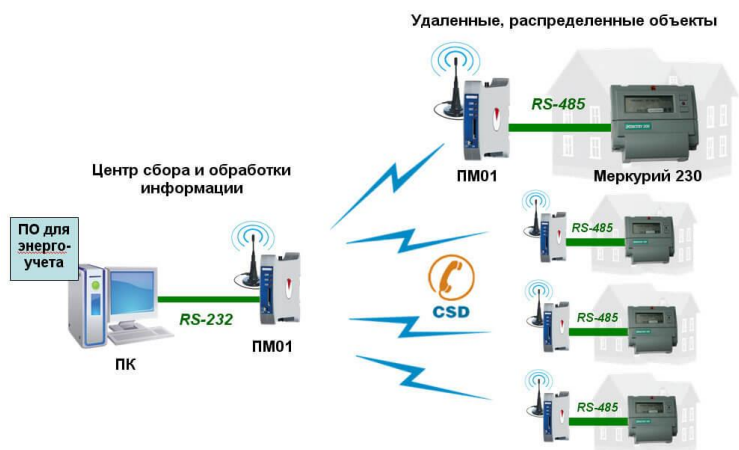 Удаленные, распределенные объекты
RS-485
ПМ01
Меркурий 230
Центр сбора и обработки
информации
ПО для
энерго-
учета
RS-232
ПК
ПМ01
CSD
RS-485
RS-485
RS-485